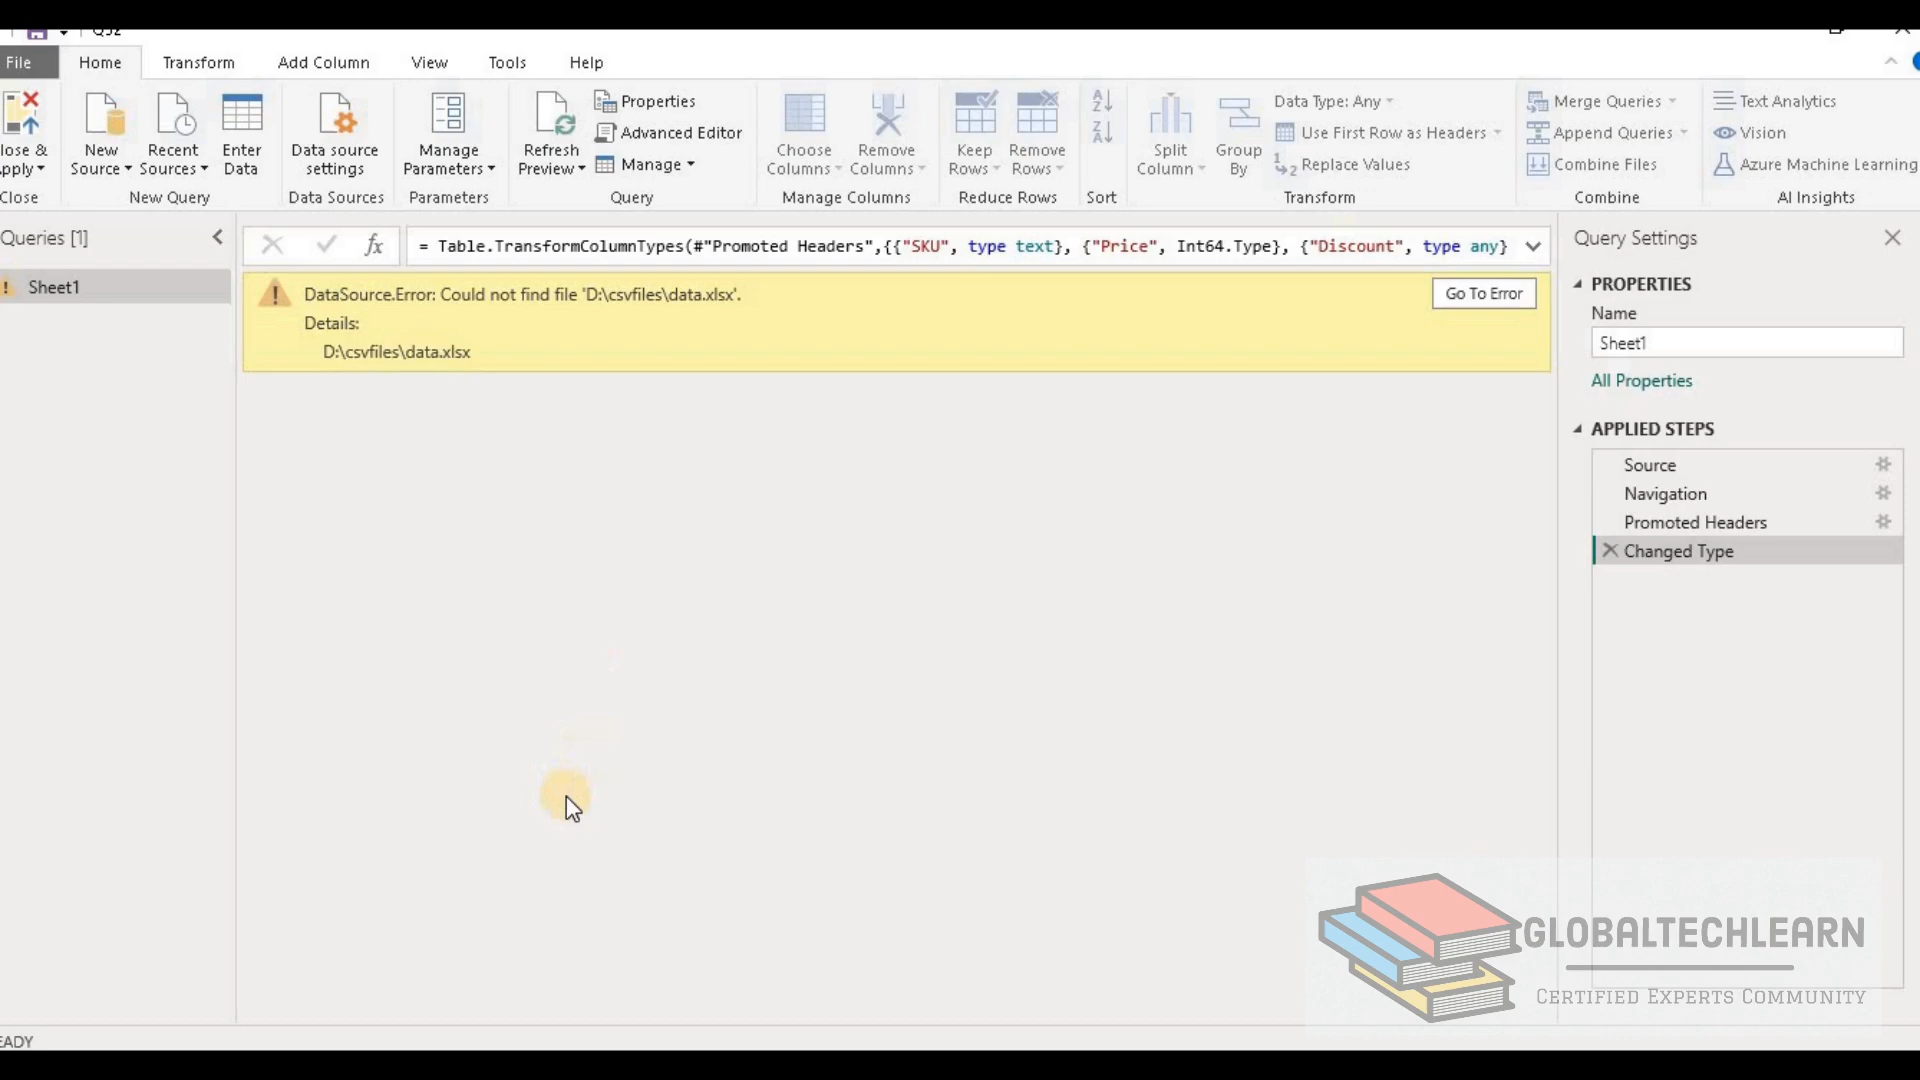 File
Home
Transform
Add Column
View
Tools
Help
New
Source
Recent
Sources
Enter
Data
New Query
Data source
settings
Data Sources
Manage
Parameters
Parameters
Refresh
Preview
Properties
Advanced Editor
Manage
Query
Choose
Columns
Remove
Columns
Manage Columns
Keep
Rows
Remove
Rows
Reduce Rows
A
Z
Z
A
Sort
Split
Column
Group
By
Data Type: Any
Use First Row as Headers
1
2
Replace Values
Transform
Merge Queries
Append Queries
Combine Files
Combine
Text Analytics
Vision
Azure Machine Learning
AI Insights
lose &
pply
Close
Queries [1]
Sheet1
fx
= Table.TransformColumnTypes(#"Promoted Headers",{{"SKU", type text}, {"Price", Int64.Type}, {"Discount", type any}
DataSource.Error: Could not find file 'D:\csvfiles\data.xlsx'.
Details:
D:\csvfiles\data.xlsx
Go To Error
Query Settings
PROPERTIES
Name
Sheet1
All Properties
APPLIED STEPS
Source
Navigation
Promoted Headers
Changed Type
GLOBALTECHLEARN
CERTIFIED EXPERTS COMMUNITY
EADY